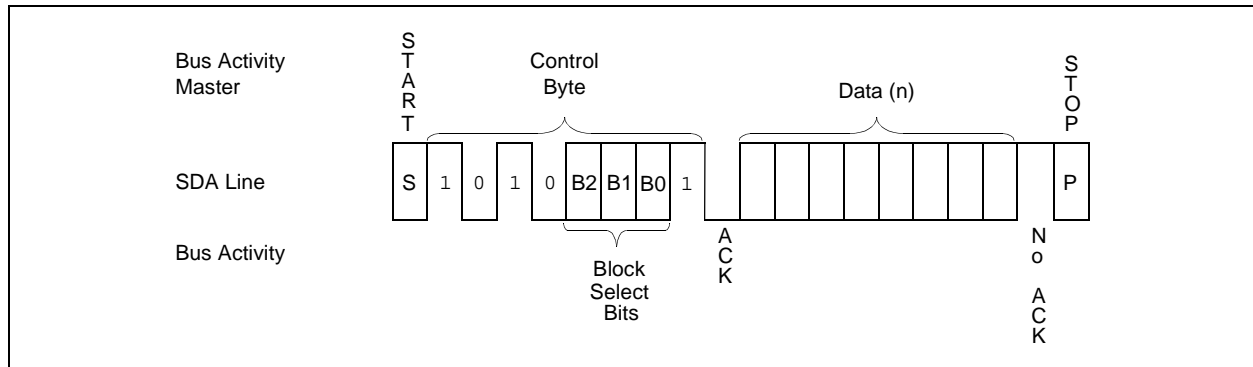 Bus Activity
Master
START
Control
Byte
Data (n)
STOP
SDA Line
S 1 0 1 0 B2 B1 B0 1 P
Bus Activity
ACK
No ACK
Block
Select
Bits